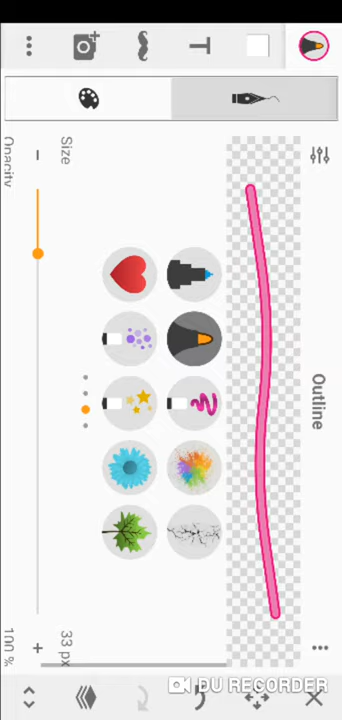 Outline
Size
33 px
Opacity
100 %
DU RECORDER